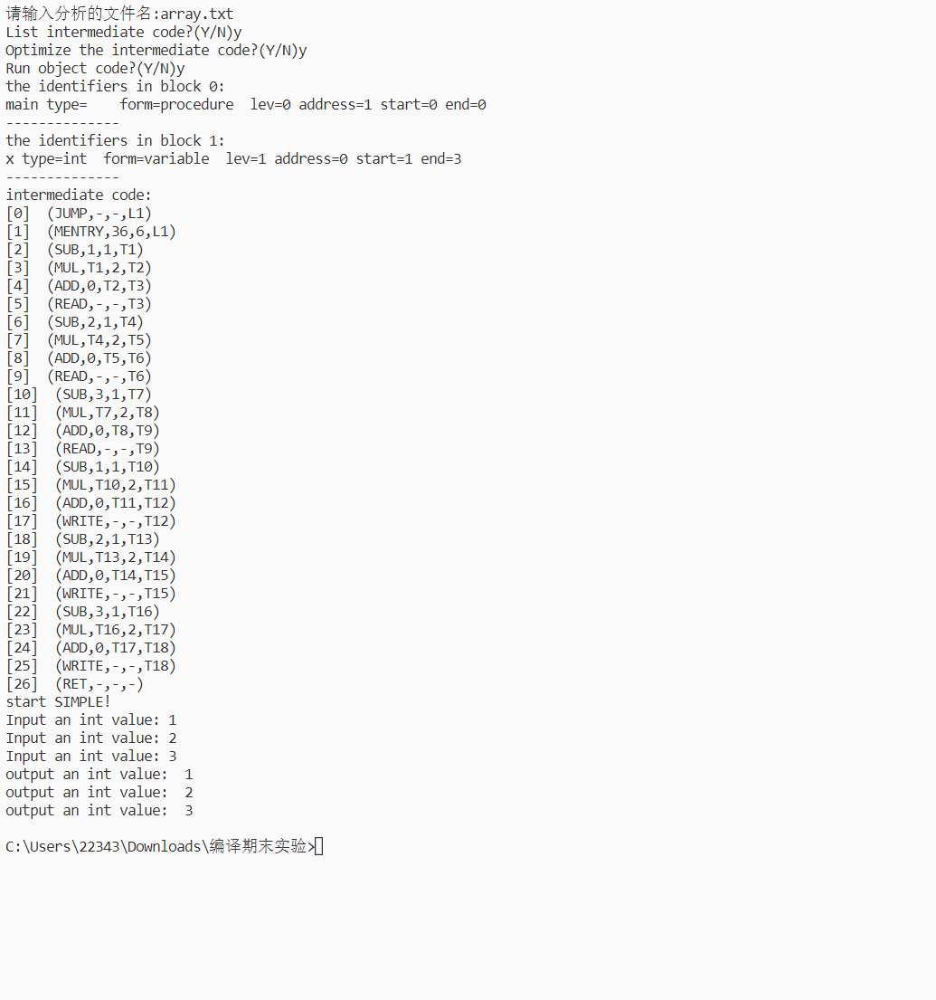 请输入分析的文件名:array.txt
List intermediate code?(Y/N)y
Optimize the intermediate code?(Y/N)y
Run object code?(Y/N)y
the identifiers in block 0:
main type=    form=procedure  lev=0 address=1 start=0 end=0
--------------
the identifiers in block 1:
x type=int  form=variable  lev=1 address=0 start=1 end=3
--------------
intermediate code:
[0]  (JUMP,-,-,L1)
[1]  (MENTRY,36,6,L1)
[2]  (SUB,1,1,T1)
[3]  (MUL,T1,2,T2)
[4]  (ADD,0,T2,T3)
[5]  (READ,-,-,T3)
[6]  (SUB,2,1,T4)
[7]  (MUL,T4,2,T5)
[8]  (ADD,0,T5,T6)
[9]  (READ,-,-,T6)
[10]  (SUB,3,1,T7)
[11]  (MUL,T7,2,T8)
[12]  (ADD,0,T8,T9)
[13]  (READ,-,-,T9)
[14]  (SUB,1,1,T10)
[15]  (MUL,T10,2,T11)
[16]  (ADD,0,T11,T12)
[17]  (WRITE,-,-,T12)
[18]  (SUB,2,1,T13)
[19]  (MUL,T13,2,T14)
[20]  (ADD,0,T14,T15)
[21]  (WRITE,-,-,T15)
[22]  (SUB,3,1,T16)
[23]  (MUL,T16,2,T17)
[24]  (ADD,0,T17,T18)
[25]  (WRITE,-,-,T18)
[26]  (RET,-,-,-)
start SIMPLE!
Input an int value: 1
Input an int value: 2
Input an int value: 3
output an int value:  1
output an int value:  2
output an int value:  3
C:\Users\22343\Downloads\编译期末实验>